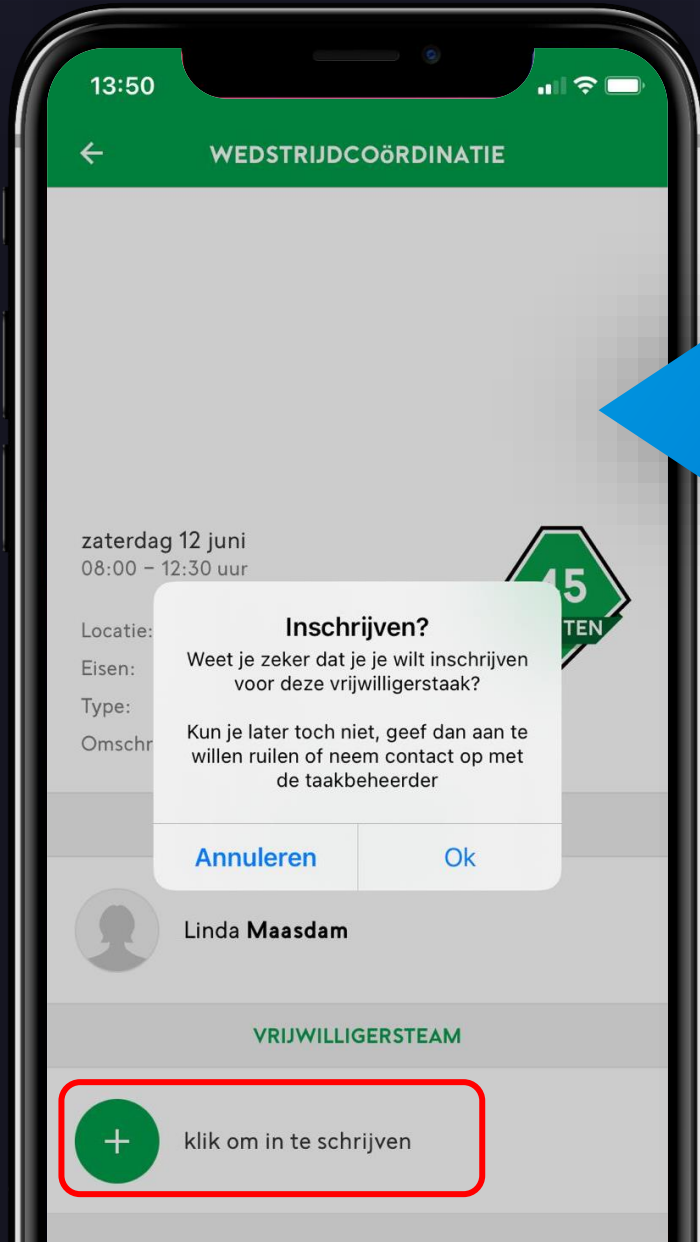 13:50
WEDSTRIJDCOöRDINATIE
zaterdag 12 juni
08:00 – 12:30 uur
Locatie:
Eisen:
Type:
Inschrijven?
Weet je zeker dat je je wilt inschrijven
voor deze vrijwilligerstaak?
Kun je later toch niet, geef dan aan te
willen ruilen of neem contact op met
de taakbeheerder
Annuleren
Ok
Linda Maasdam
VRIJWILLIGERSTEAM
klik om in te schrijven